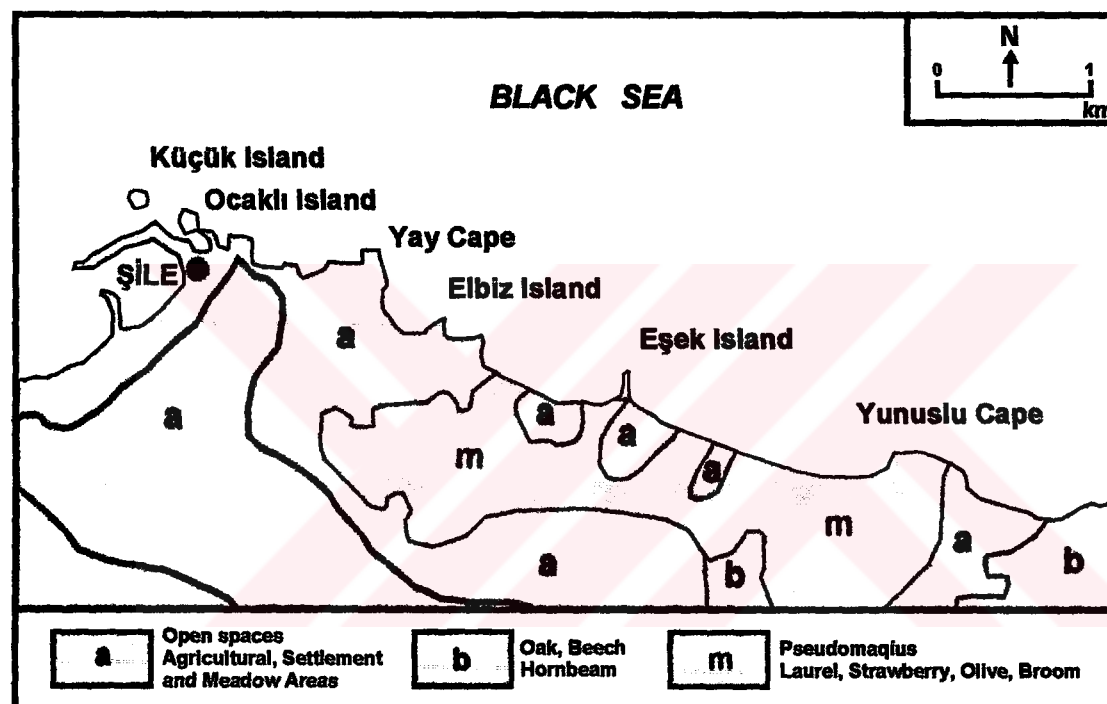 N
0 1
km
BLACK SEA
Küçük Island
Ocaklı Island
Yay Cape
ŞİLE
Elbiz Island
Eşek Island
Yunuslu Cape
a
a
a
a
a
m
m
a
a
b
b
a
Open spaces
Agricultural, Settlement
and Meadow Areas
b
Oak, Beech
Hornbeam
m
Pseudomaqius
Laurel, Strawberry, Olive, Broom